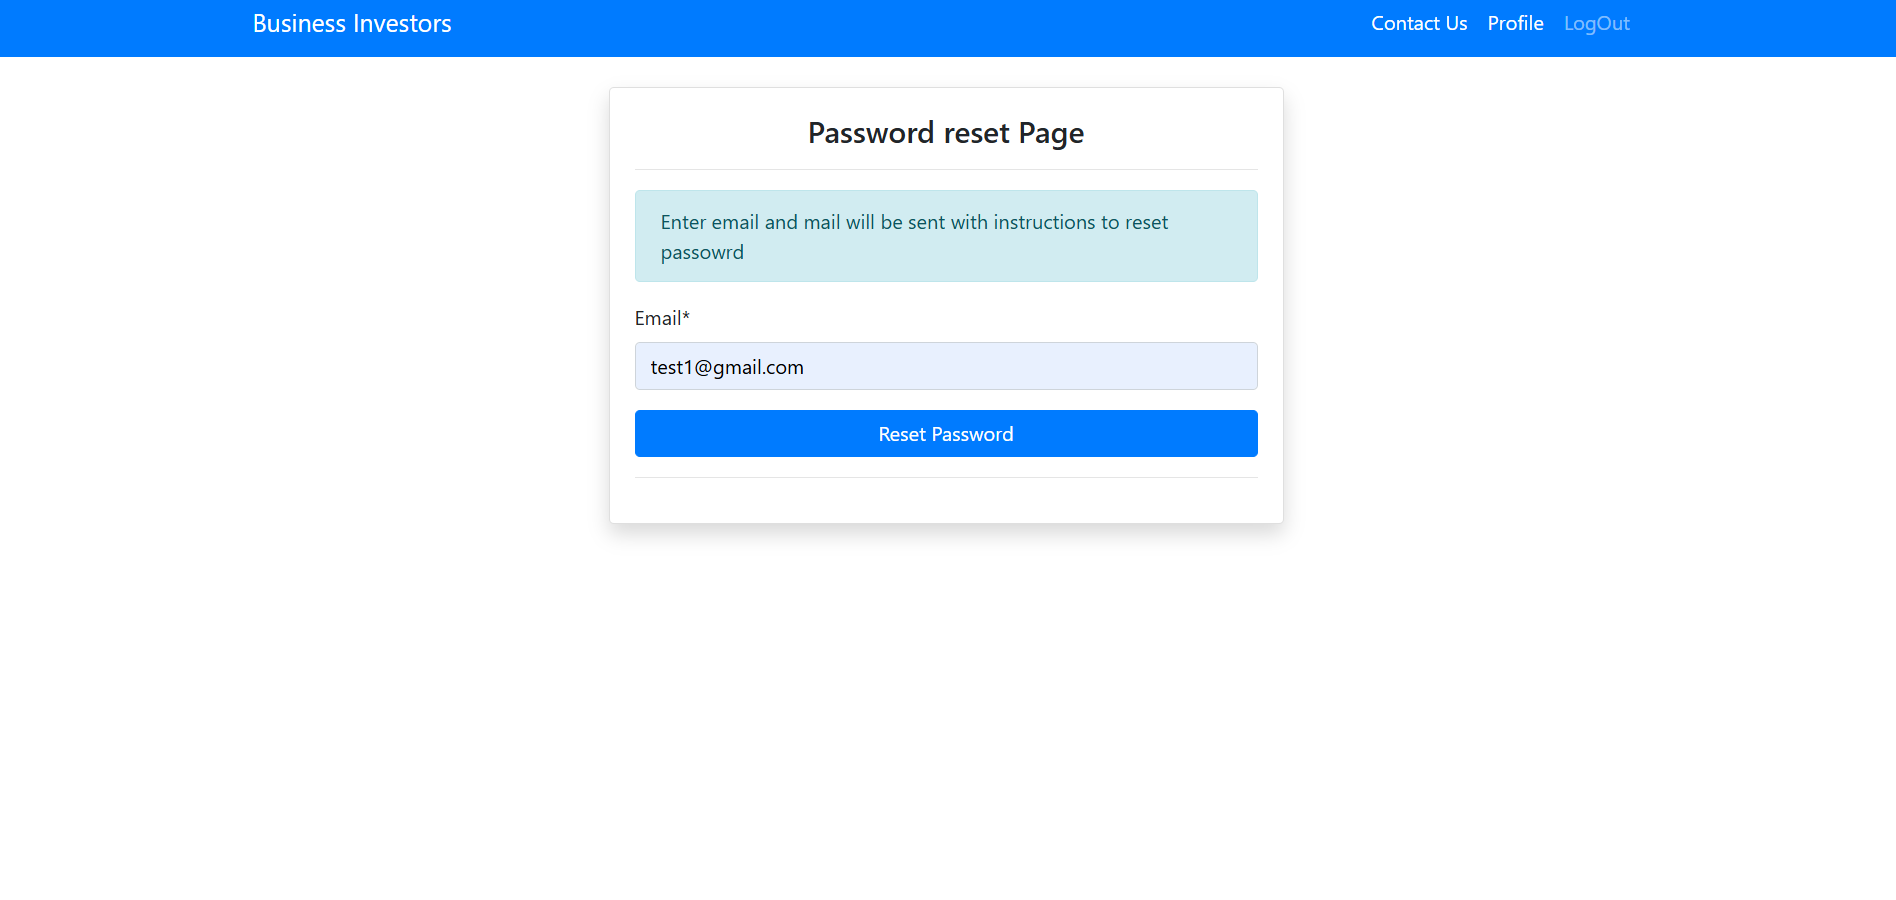 Business Investors
Contact Us Profile LogOut
Password reset Page
Enter email and mail will be sent with instructions to reset
passowrd
Email*
test1@gmail.com
Reset Password